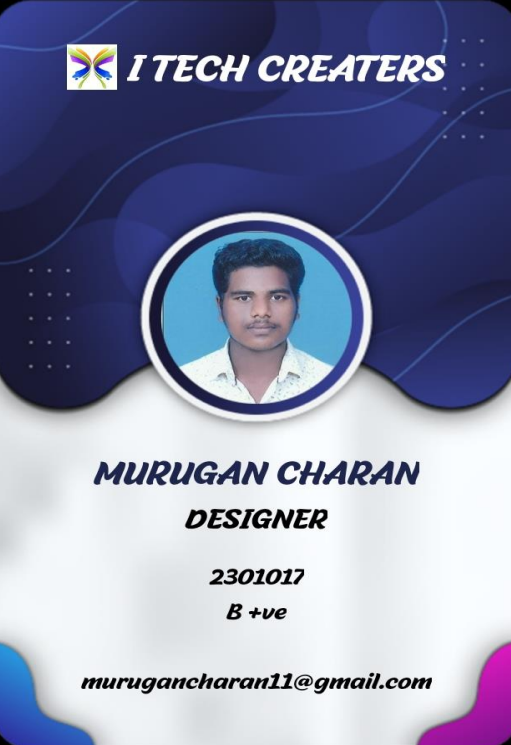 I TECH CREATERS
MURUGAN CHARAN
DESIGNER
2301017
B +ve
murugancharan11@gmail.com